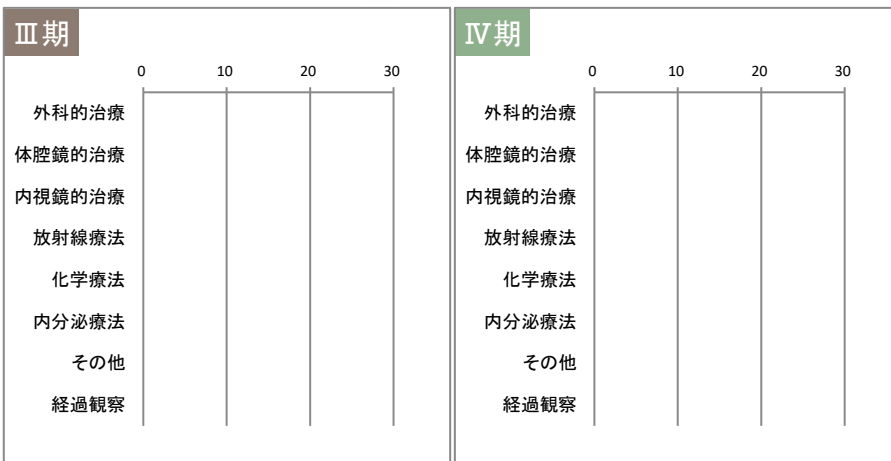 Ⅲ期
0 10 20 30
外科的治療
体腔鏡的治療
内視鏡的治療
放射線療法
化学療法
内分泌療法
その他
経過観察
Ⅳ期
0 10 20 30
外科的治療
体腔鏡的治療
内視鏡的治療
放射線療法
化学療法
内分泌療法
その他
経過観察